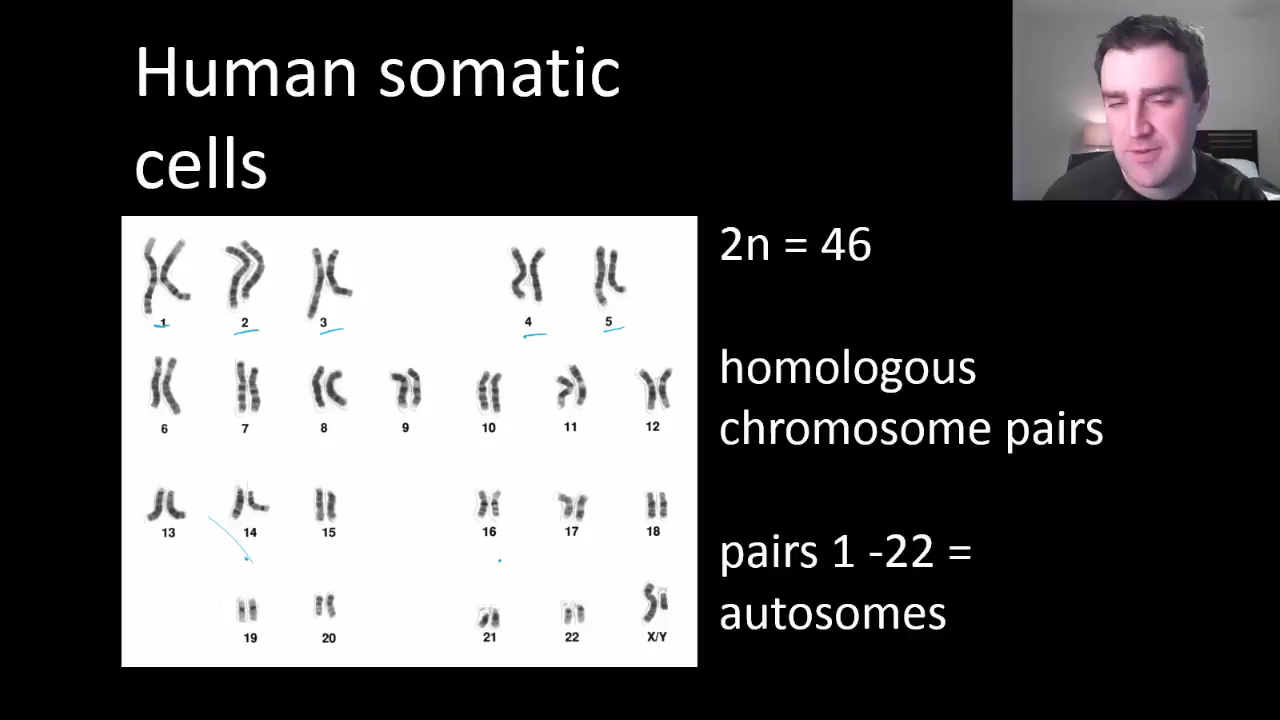 Human somatic
cells
2n = 46
homologous
chromosome pairs
pairs 1 -22 =
autosomes
1 2 3 4 5
6 7 8 9 10 11 12
13 14 15 16 17 18
19 20 21 22 X/Y